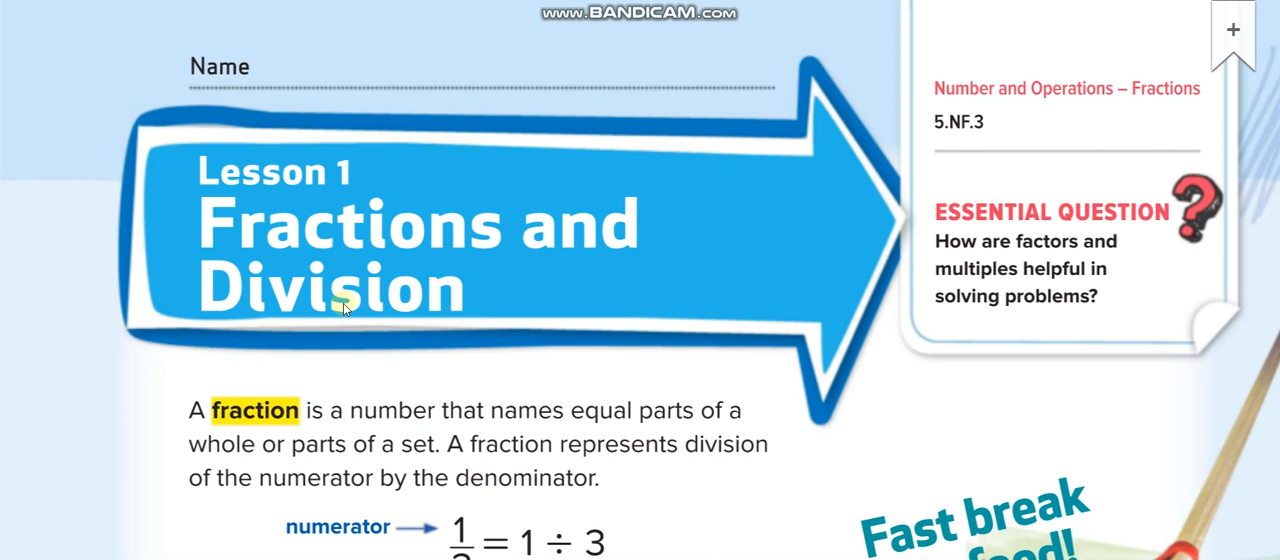 www.BANDICAM.com
Name
Number and Operations – Fractions
5.NF.3
Lesson 1
Fractions and
Division
ESSENTIAL QUESTION
How are factors and
multiples helpful in
solving problems?
A fraction is a number that names equal parts of a
whole or parts of a set. A fraction represents division
of the numerator by the denominator.
numerator 1/3 = 1 ÷ 3
Fast break
food!